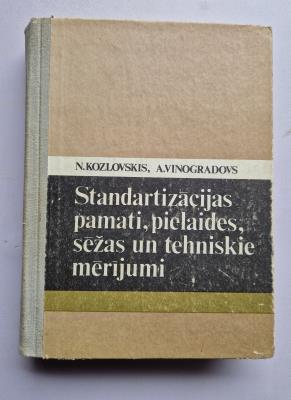 N.KOZLOVSKIS, A.VINOGRADOVS
Standartizācijas
pamati, pielaides,
sēžas un tehniskie
mērījumi